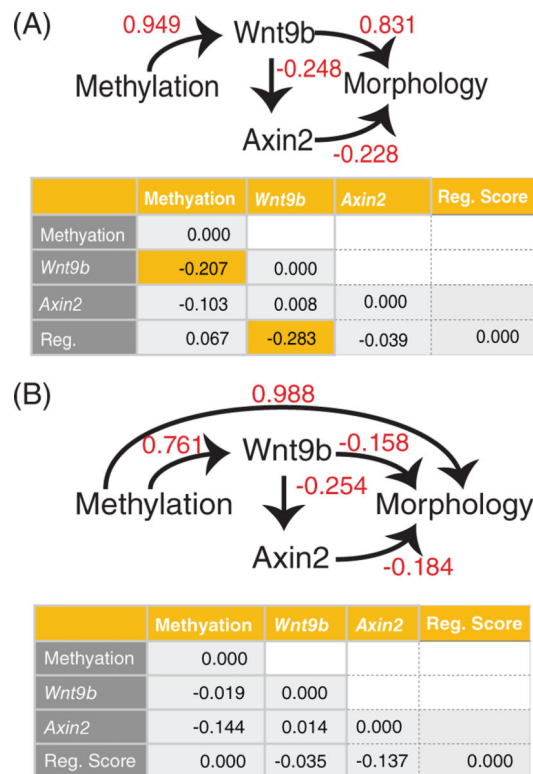 (A)
0.949 Wnt9b 0.831
-0.248
Methylation Morphology
Axin2
-0.228
Methyation Wnt9b Axin2 Reg. Score
Methyation 0.000
Wnt9b -0.207 0.000
Axin2 -0.103 0.008 0.000
Reg. 0.067 -0.283 -0.039 0.000
(B)
0.988
0.761 Wnt9b -0.158
-0.254
Methylation Morphology
Axin2
-0.184
Methyation Wnt9b Axin2 Reg. Score
Methyation 0.000
Wnt9b -0.019 0.000
Axin2 -0.144 0.014 0.000
Reg. Score 0.000 -0.035 -0.137 0.000